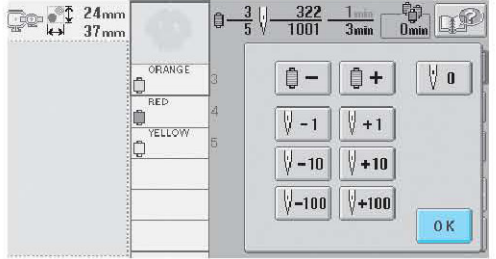 24mm
37mm
3
5
322
1001
1min
3min
0min
ORANGE
3
RED
4
YELLOW
5
−
+
0
−1
+1
−10
+10
−100
+100
OK